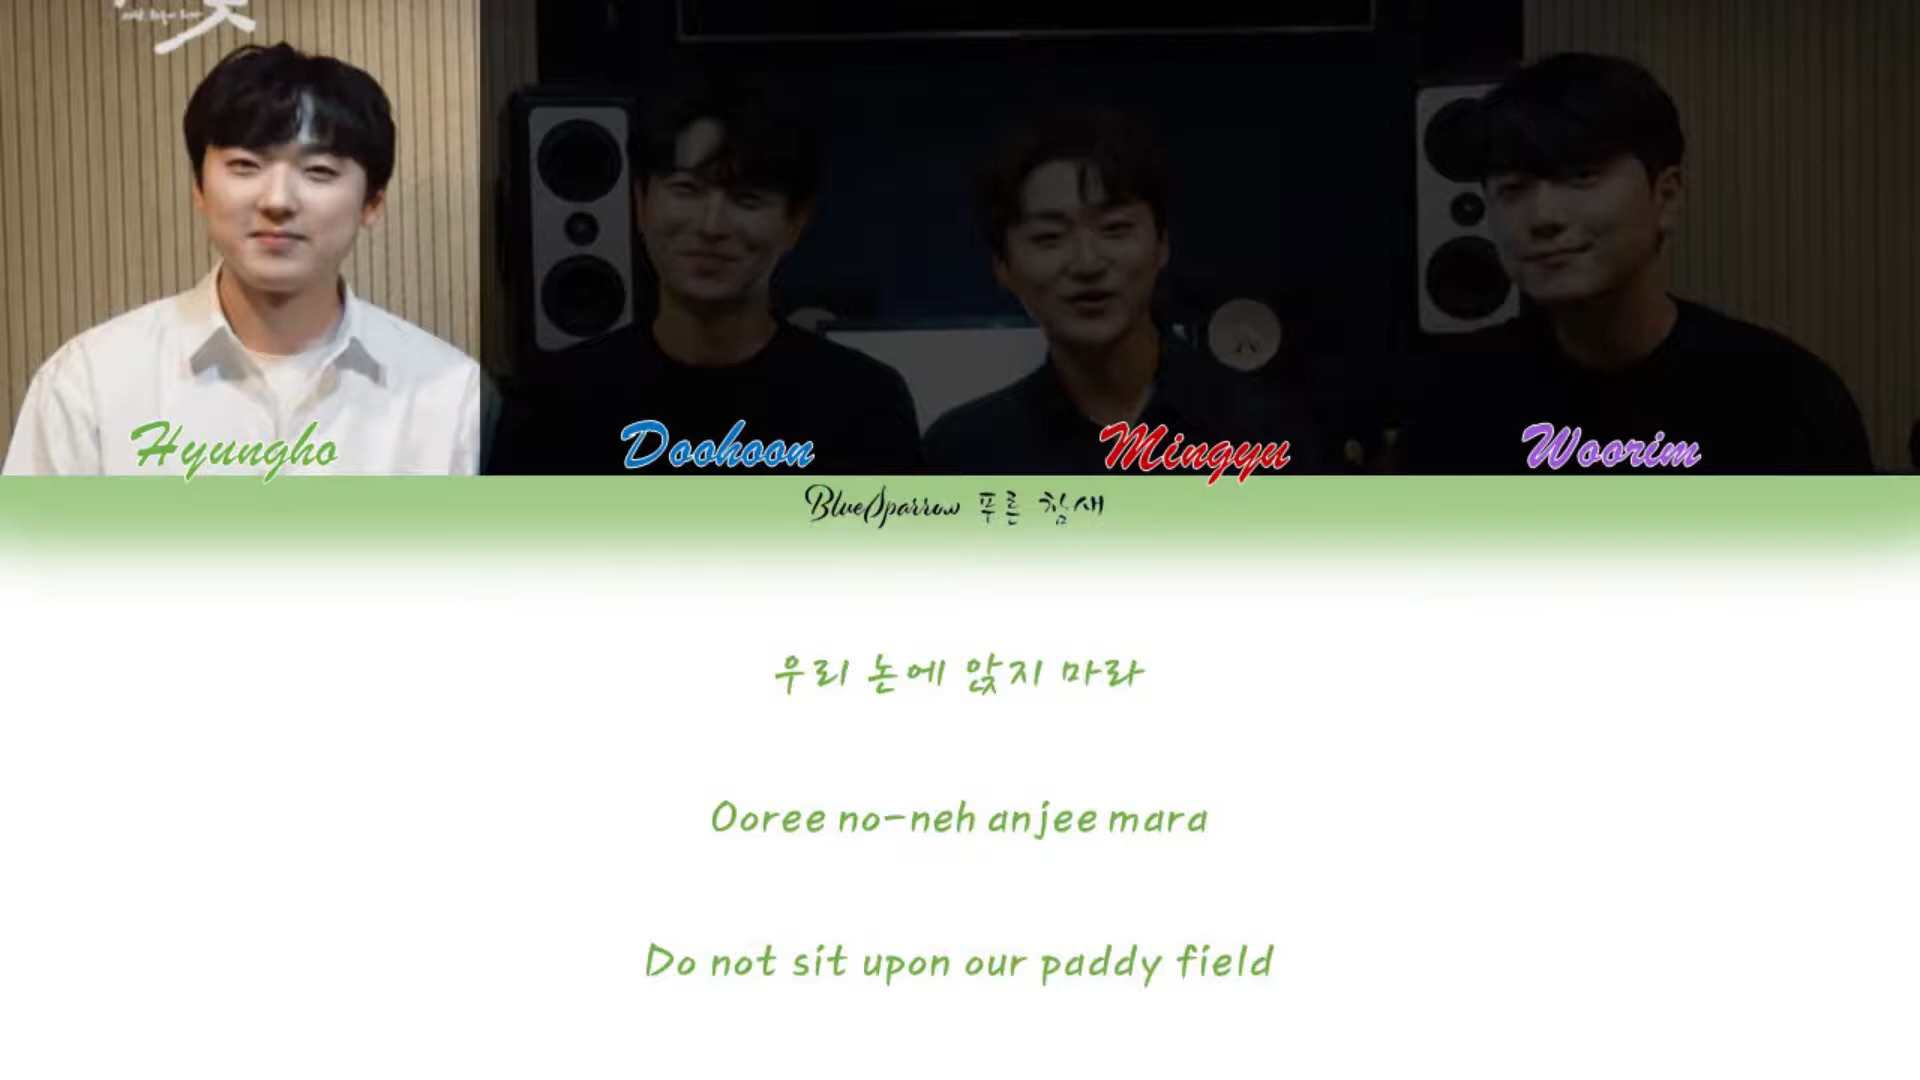 Hyungho
Doohoon
Mingyu
Woorim
BlueSparrow 푸른 참새
우리 논에 앉지 마라
Ooree no-neh anjee mara
Do not sit upon our paddy field